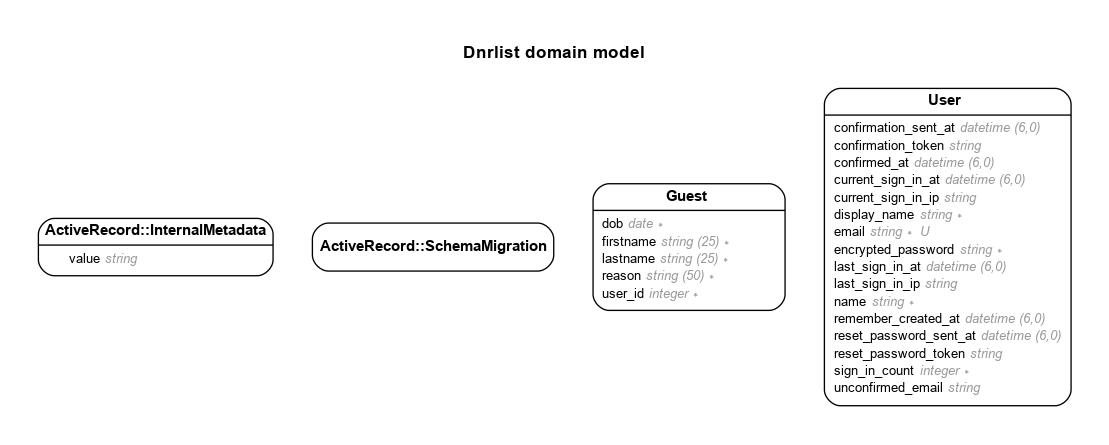 Dnrlist domain model
ActiveRecord::InternalMetadata
value string
ActiveRecord::SchemaMigration
Guest
dob date *
firstname string (25) *
lastname string (25) *
reason string (50) *
user_id integer *
User
confirmation_sent_at datetime (6,0)
confirmation_token string
confirmed_at datetime (6,0)
current_sign_in_at datetime (6,0)
current_sign_in_ip string
display_name string *
email string * U
encrypted_password string *
last_sign_in_at datetime (6,0)
last_sign_in_ip string
name string *
remember_created_at datetime (6,0)
reset_password_sent_at datetime (6,0)
reset_password_token string
sign_in_count integer *
unconfirmed_email string